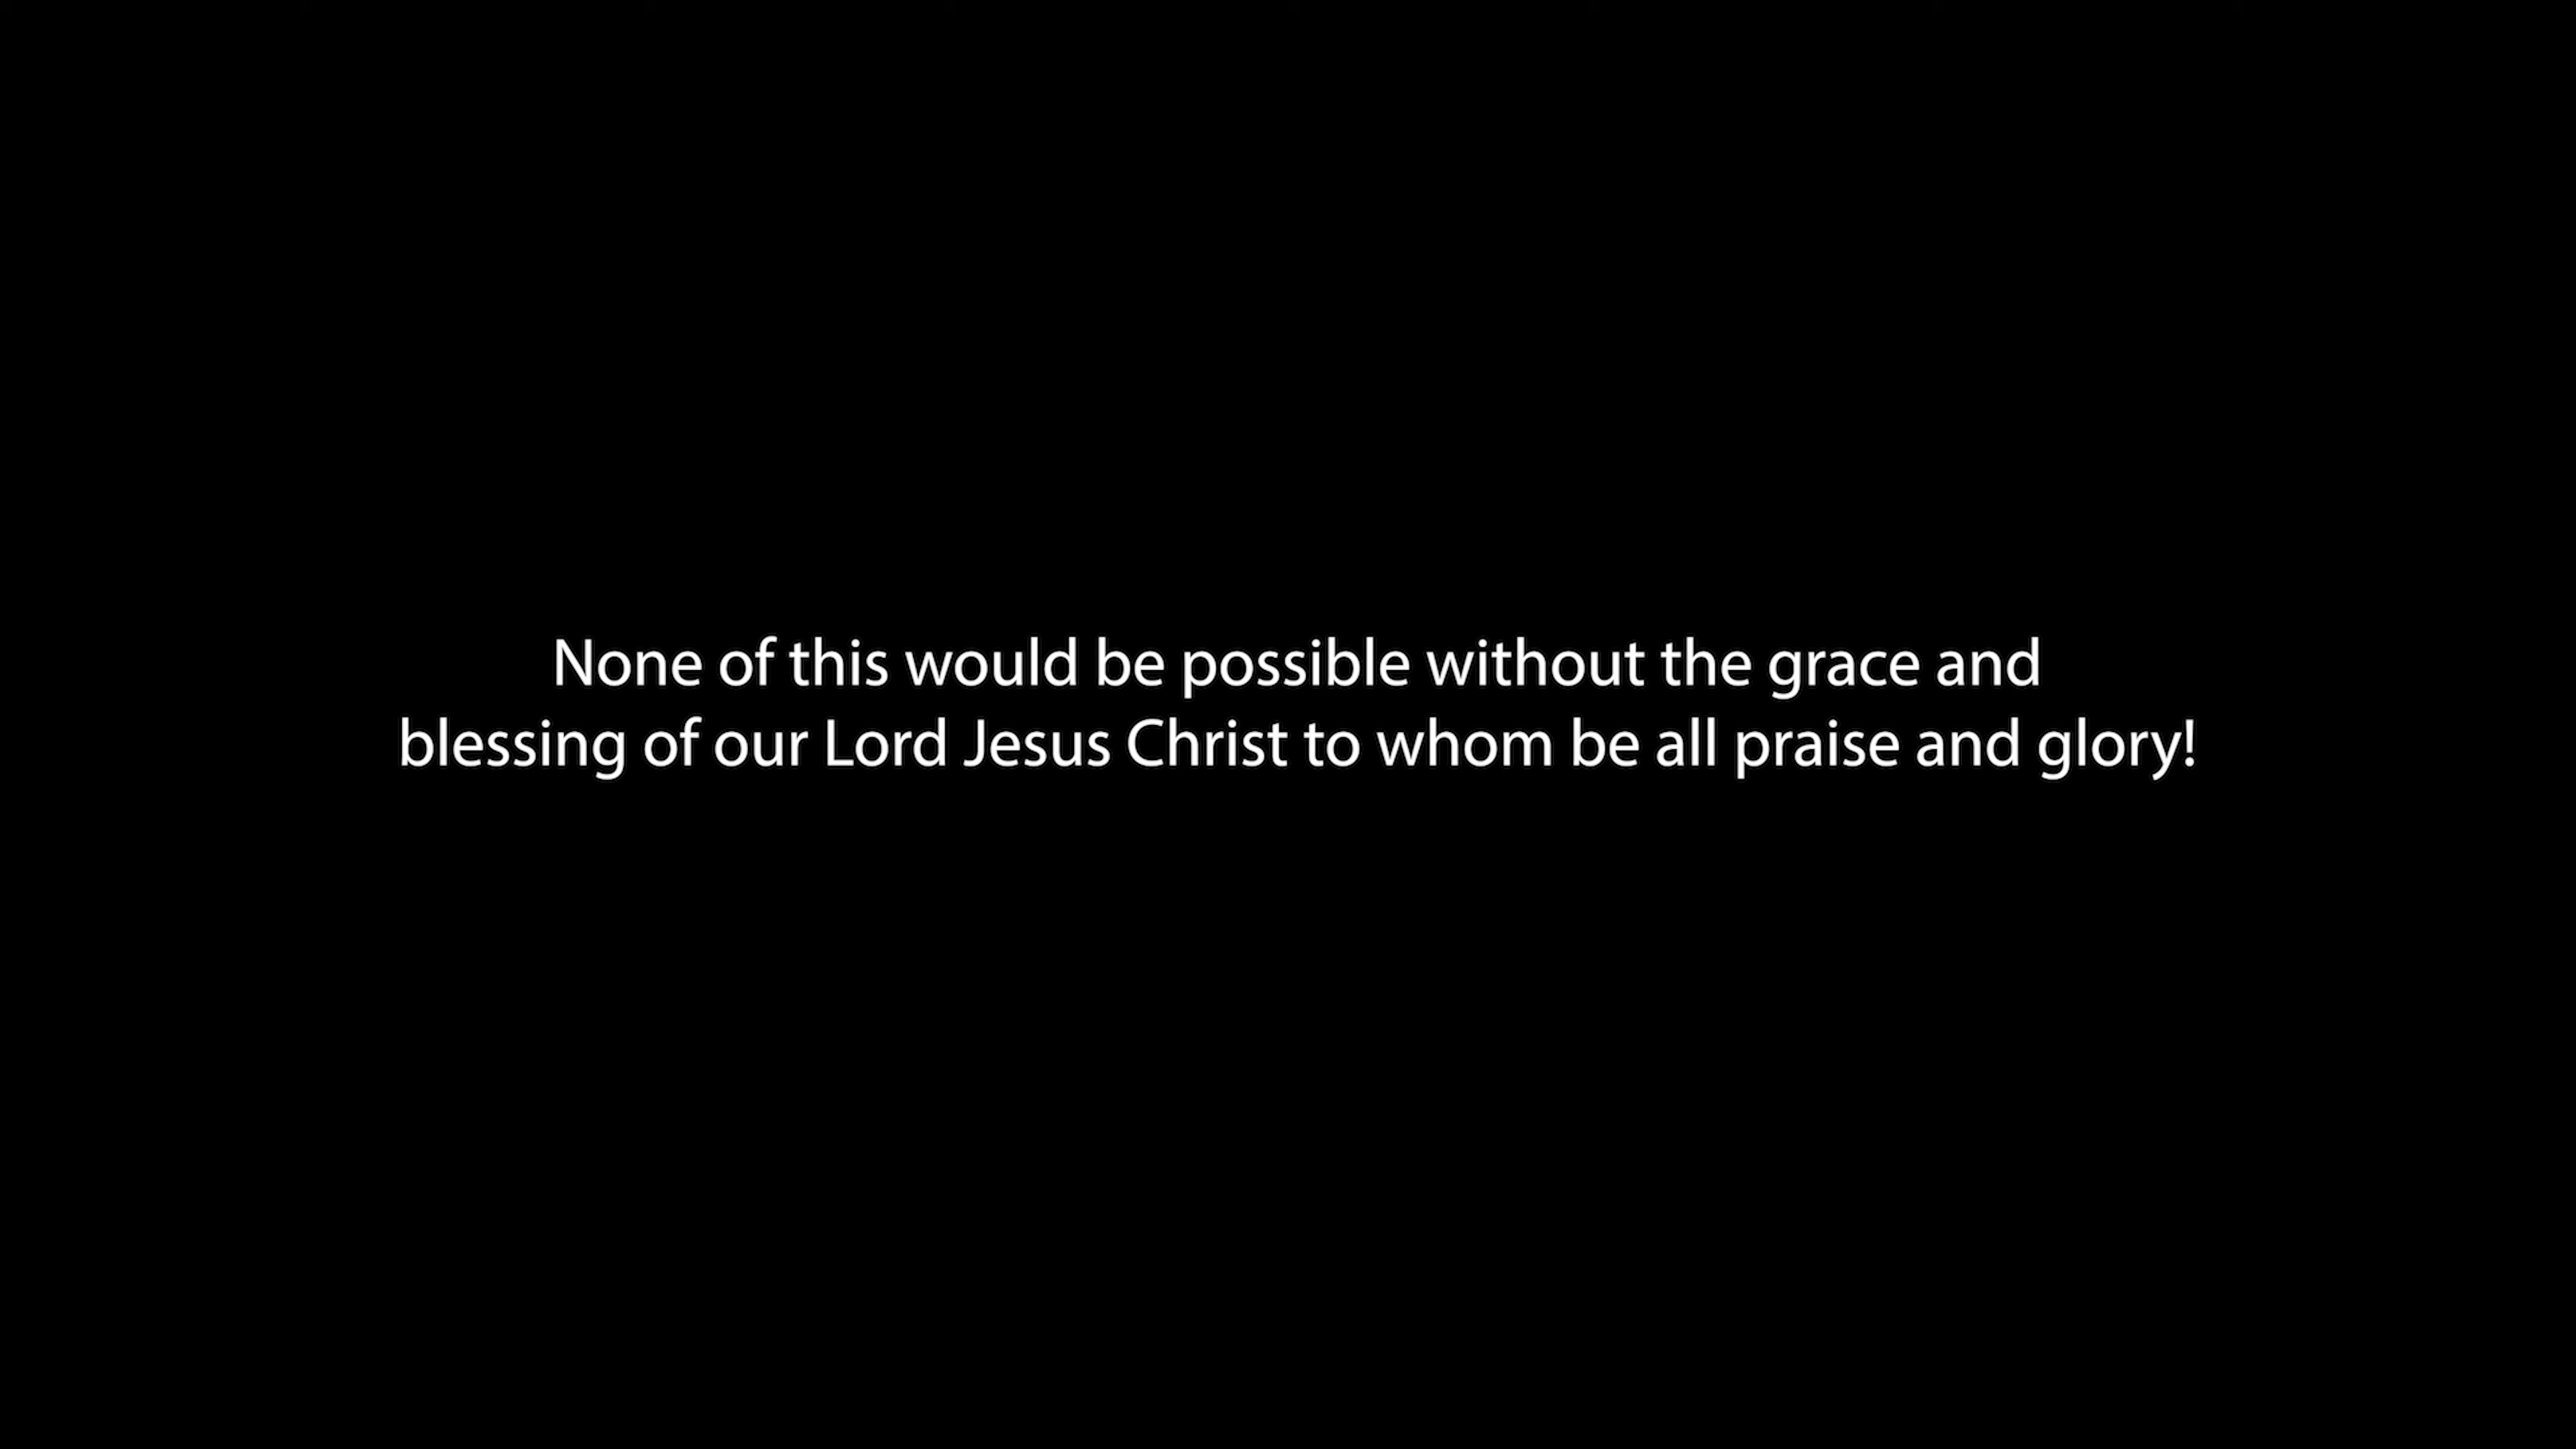 None of this would be possible without the grace and
blessing of our Lord Jesus Christ to whom be all praise and glory!